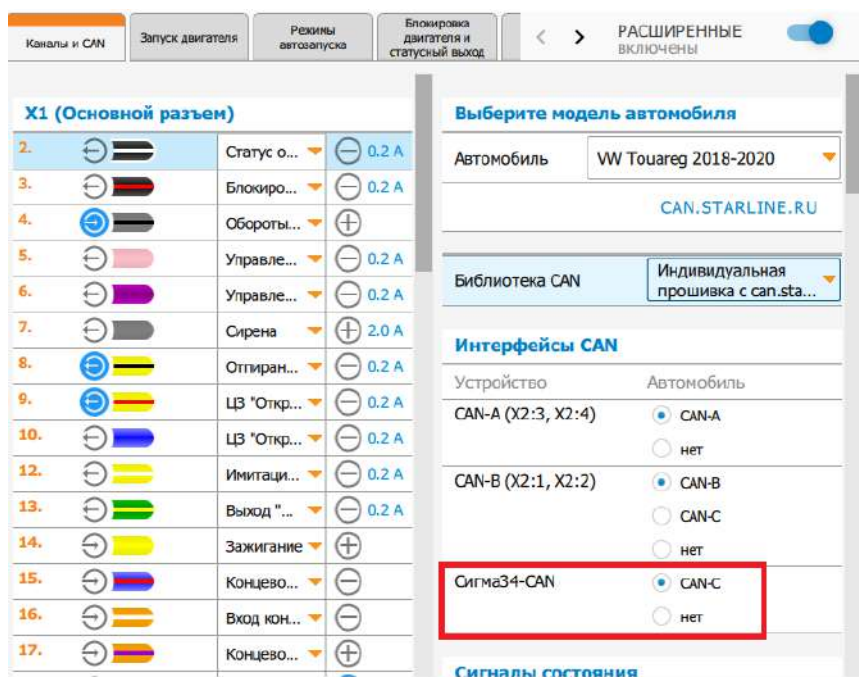 Каналы и CAN
Запуск двигателя
Режимы
автозапуска
Блокировка
двигателя и
статусный выход
РАСШИРЕННЫЕ
ВКЛЮЧЕНЫ
X1 (Основной разъем)
2. Статус о... 0.2 A
3. Блокиро... 0.2 A
4. Обороты...
5. Управле... 0.2 A
6. Управле... 0.2 A
7. Сирена 2.0 A
8. Отпиран... 0.2 A
9. ЦЗ "Откр... 0.2 A
10. ЦЗ "Откр... 0.2 A
12. Имитаци... 0.2 A
13. Выход "... 0.2 A
14. Зажигание
15. Концево...
16. Вход кон...
17. Концево...
Выберите модель автомобиля
Автомобиль VW Touareg 2018-2020
CAN.STARLINE.RU
Библиотека CAN Индивидуальная
прошивка с can.sta...
Интерфейсы CAN
Устройство Автомобиль
CAN-A (X2:3, X2:4) CAN-A
нет
CAN-B (X2:1, X2:2) CAN-B
CAN-C
нет
Сигма34-CAN CAN-C
нет
Сигналы состояния